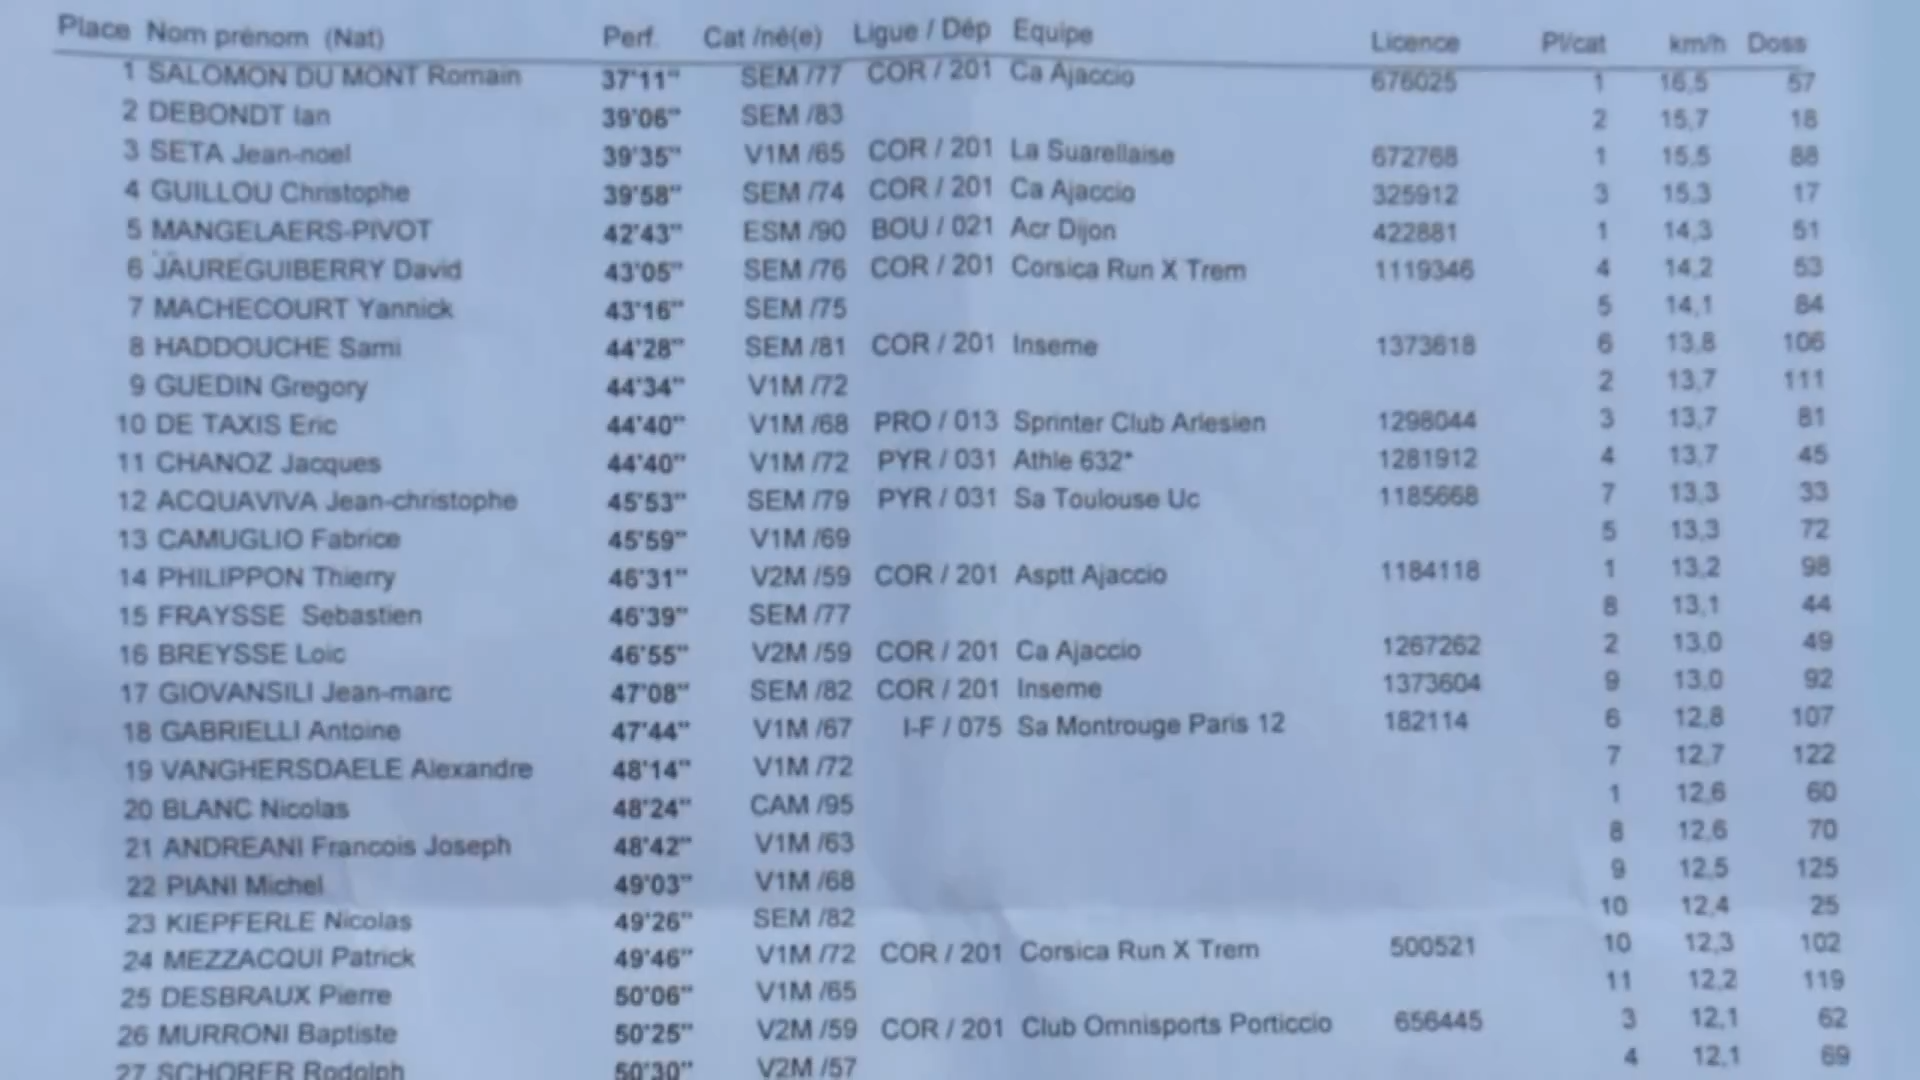 Place Nom prénom (Nat) Perf. Cat /né(e) Ligue / Dép Equipe Licence Pl/cat km/h Doss
1 SALOMON DU MONT Romain 37'11'' SEM /77 COR / 201 Ca Ajaccio 676025 1 16,5 57
2 DEBONDT Ian 39'06'' SEM /83 2 15,7 18
3 SETA Jean-noel 39'35'' V1M /65 COR / 201 La Suarellaise 672768 1 15,5 88
4 GUILLOU Christophe 39'58'' SEM /74 COR / 201 Ca Ajaccio 325912 3 15,3 17
5 MANGELAERS-PIVOT 42'43'' ESM /90 BOU / 021 Acr Dijon 422881 1 14,3 51
6 JAUREGUIBERRY David 43'05'' SEM /76 COR / 201 Corsica Run X Trem 1119346 4 14,2 53
7 MACHECOURT Yannick 43'16'' SEM /75 5 14,1 84
8 HADDOUCHE Sami 44'28'' SEM /81 COR / 201 Inseme 1373618 6 13,8 106
9 GUEDIN Gregory 44'34'' V1M /72 2 13,7 111
10 DE TAXIS Eric 44'40'' V1M /68 PRO / 013 Sprinter Club Arlesien 1298044 3 13,7 81
11 CHANOZ Jacques 44'40'' V1M /72 PYR / 031 Athle 632* 1281912 4 13,7 45
12 ACQUAVIVA Jean-christophe 45'53'' SEM /79 PYR / 031 Sa Toulouse Uc 1185668 7 13,3 33
13 CAMUGLIO Fabrice 45'59'' V1M /69 5 13,3 72
14 PHILIPPON Thierry 46'31'' V2M /59 COR / 201 Asptt Ajaccio 1184118 1 13,2 98
15 FRAYSSE Sebastien 46'39'' SEM /77 8 13,1 44
16 BREYSSE Loic 46'55'' V2M /59 COR / 201 Ca Ajaccio 1267262 2 13,0 49
17 GIOVANSILI Jean-marc 47'08'' SEM /82 COR / 201 Inseme 1373604 9 13,0 92
18 GABRIELLI Antoine 47'44'' V1M /67 I-F / 075 Sa Montrouge Paris 12 182114 6 12,8 107
19 VANGHERSDAELE Alexandre 48'14'' V1M /72 7 12,7 122
20 BLANC Nicolas 48'24'' CAM /95 1 12,6 60
21 ANDREANI Francois Joseph 48'42'' V1M /63 8 12,6 70
22 PIANI Michel 49'03'' V1M /68 9 12,5 125
23 KIEPFERLE Nicolas 49'26'' SEM /82 10 12,4 25
24 MEZZACQUI Patrick 49'46'' V1M /72 COR / 201 Corsica Run X Trem 500521 10 12,3 102
25 DESBRAUX Pierre 50'06'' V1M /65 11 12,2 119
26 MURRONI Baptiste 50'25'' V2M /59 COR / 201 Club Omnisports Porticcio 656445 3 12,1 62
27 SCHORER Rodolph 50'30'' V2M /57 4 12,1 69